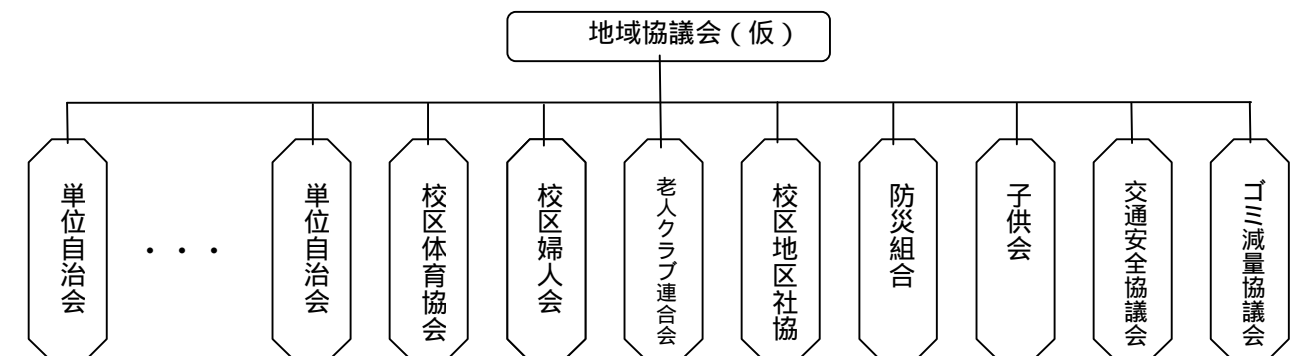 地域協議会(仮)
単位自治会
・・・
単位自治会
校区体育協会
校区婦人会
老人クラブ連合会
校区地区社協
防災組合
子供会
交通安全協議会
ゴミ減量協議会